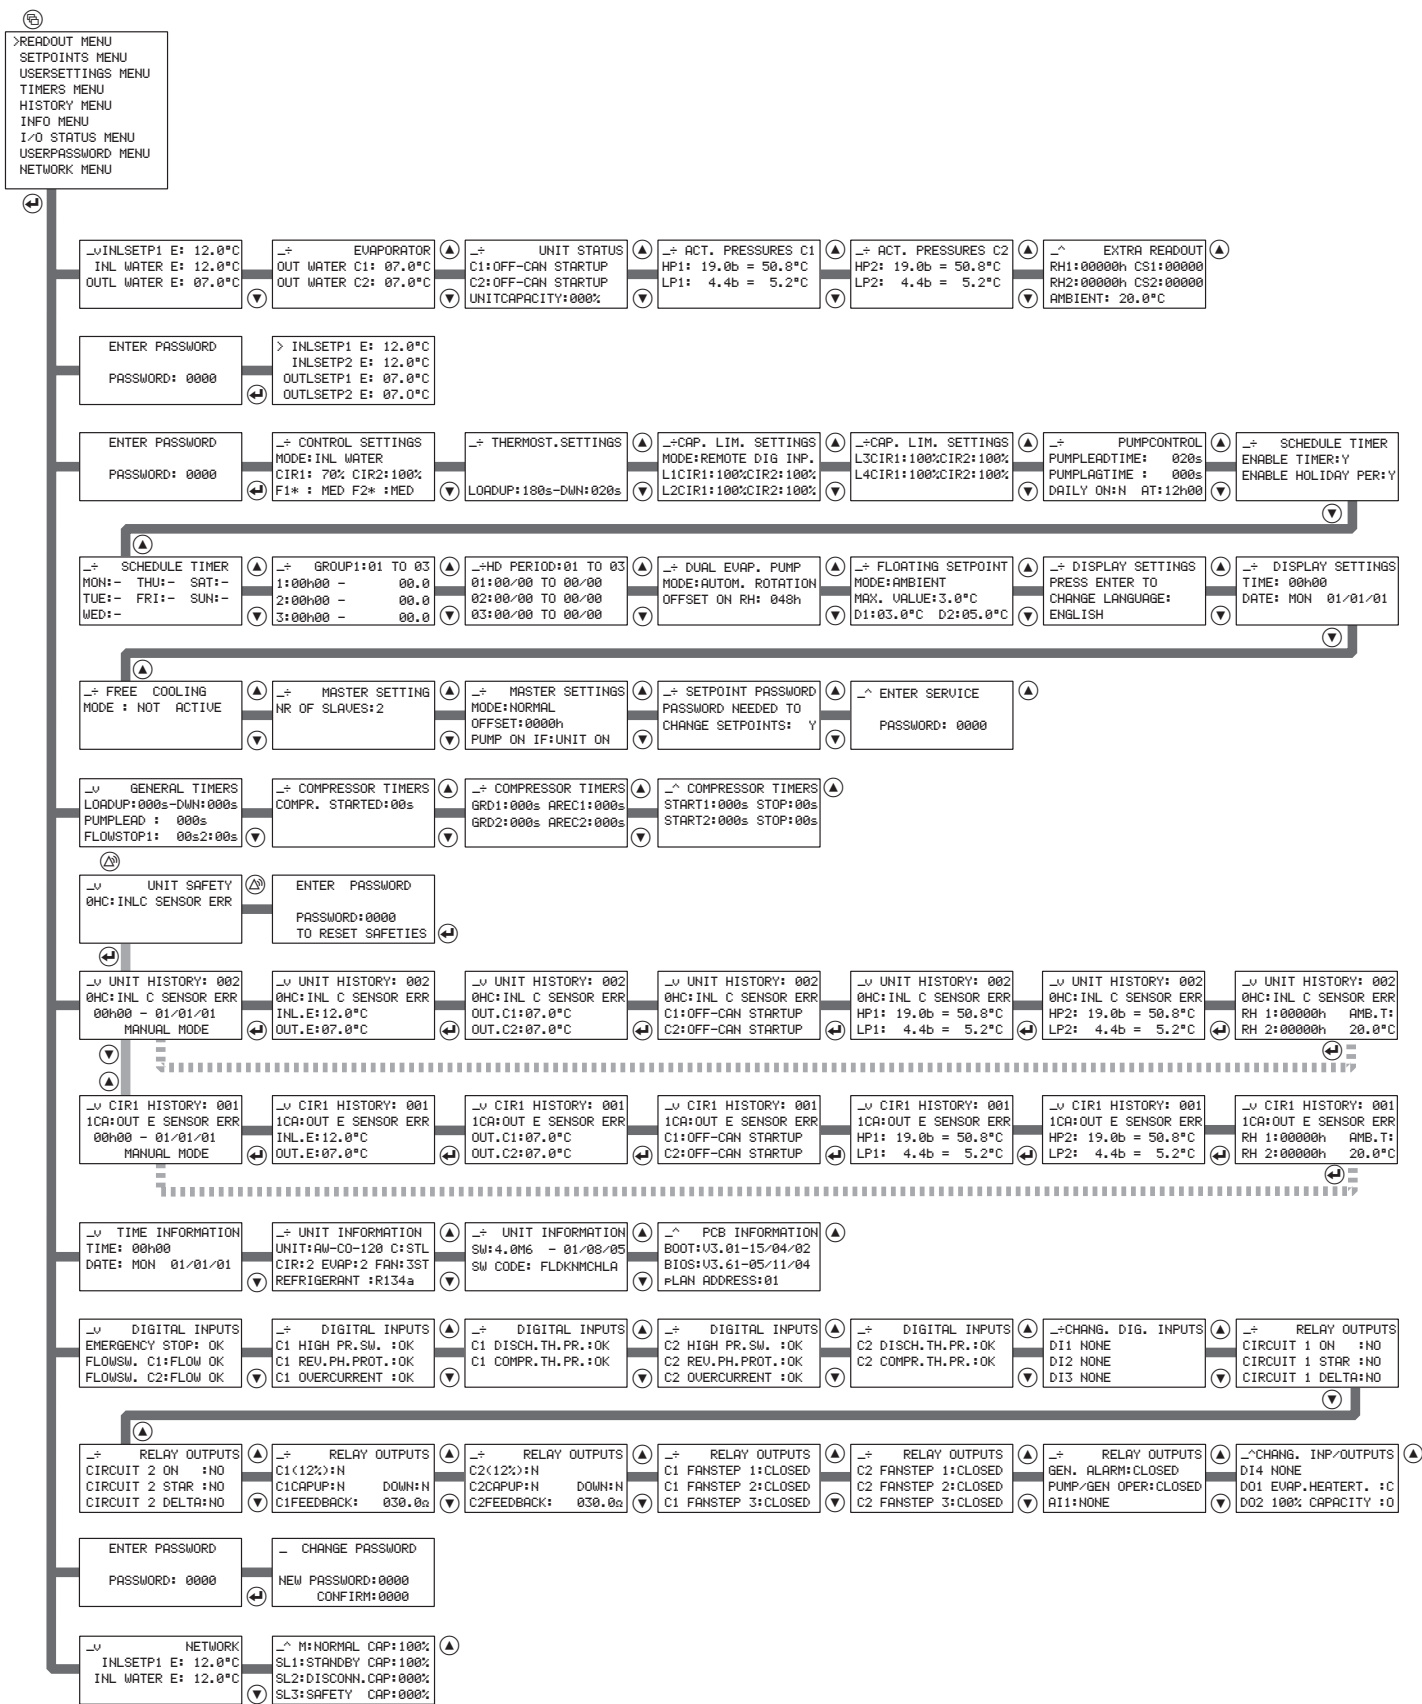 >READOUT MENU
SETPOINTS MENU
USERSETTINGS MENU
TIMERS MENU
HISTORY MENU
INFO MENU
I/O STATUS MENU
USERPASSWORD MENU
NETWORK MENU
_vINLSETP1 E: 12.0°C
INL WATER E: 12.0°C
OUTL WATER E: 07.0°C
_÷ EVAPORATOR
OUT WATER C1: 07.0°C
OUT WATER C2: 07.0°C
_÷ UNIT STATUS
C1:OFF-CAN STARTUP
C2:OFF-CAN STARTUP
UNITCAPACITY:000%
_÷ ACT. PRESSURES C1
HP1: 19.0b = 50.8°C
LP1: 4.4b = 5.2°C
_÷ ACT. PRESSURES C2
HP2: 19.0b = 50.8°C
LP2: 4.4b = 5.2°C
_^ EXTRA READOUT
RH1:00000h CS1:00000
RH2:00000h CS2:00000
AMBIENT: 20.0°C
ENTER PASSWORD
PASSWORD: 0000
> INLSETP1 E: 12.0°C
INLSETP2 E: 12.0°C
OUTLSETP1 E: 07.0°C
OUTLSETP2 E: 07.0°C
ENTER PASSWORD
PASSWORD: 0000
_÷ CONTROL SETTINGS
MODE:INL WATER
CIR1: 70% CIR2:100%
F1* : MED F2* :MED
_÷ THERMOST.SETTINGS
LOADUP:180s-DWN:020s
_÷CAP. LIM. SETTINGS
MODE:REMOTE DIG INP.
L1CIR1:100%CIR2:100%
L2CIR1:100%CIR2:100%
_÷CAP. LIM. SETTINGS
L3CIR1:100%CIR2:100%
L4CIR1:100%CIR2:100%
_÷ PUMPCONTROL
PUMPLEADTIME: 020s
PUMPLAGTIME : 000s
DAILY ON:N AT:12h00
_÷ SCHEDULE TIMER
ENABLE TIMER:Y
ENABLE HOLIDAY PER:Y
_÷ SCHEDULE TIMER
MON:- THU:- SAT:-
TUE:- FRI:- SUN:-
WED:-
_÷ GROUP1:01 TO 03
1:00h00 - 00.0
2:00h00 - 00.0
3:00h00 - 00.0
_÷HD PERIOD:01 TO 03
01:00/00 TO 00/00
02:00/00 TO 00/00
03:00/00 TO 00/00
_÷ DUAL EVAP. PUMP
MODE:AUTOM. ROTATION
OFFSET ON RH: 048h
_÷ FLOATING SETPOINT
MODE:AMBIENT
MAX. VALUE:3.0°C
D1:03.0°C D2:05.0°C
_÷ DISPLAY SETTINGS
PRESS ENTER TO
CHANGE LANGUAGE:
ENGLISH
_÷ DISPLAY SETTINGS
TIME: 00h00
DATE: MON 01/01/01
_÷ FREE COOLING
MODE : NOT ACTIVE
_÷ MASTER SETTING
NR OF SLAVES:2
_÷ MASTER SETTINGS
MODE:NORMAL
OFFSET:0000h
PUMP ON IF:UNIT ON
_÷ SETPOINT PASSWORD
PASSWORD NEEDED TO
CHANGE SETPOINTS: Y
_^ ENTER SERVICE
PASSWORD: 0000
_v GENERAL TIMERS
LOADUP:000s-DWN:000s
PUMPLEAD : 000s
FLOWSTOP1: 00s2:00s
_÷ COMPRESSOR TIMERS
COMPR. STARTED:00s
_÷ COMPRESSOR TIMERS
GRD1:000s AREC1:000s
GRD2:000s AREC2:000s
_^ COMPRESSOR TIMERS
START1:000s STOP:00s
START2:000s STOP:00s
_v UNIT SAFETY
0HC:INLC SENSOR ERR
ENTER PASSWORD
PASSWORD:0000
TO RESET SAFETIES
_v UNIT HISTORY: 002
0HC:INL C SENSOR ERR
00h00 - 01/01/01
MANUAL MODE
_v UNIT HISTORY: 002
0HC:INL C SENSOR ERR
INL.E:12.0°C
OUT.E:07.0°C
_v UNIT HISTORY: 002
0HC:INL C SENSOR ERR
OUT.C1:07.0°C
OUT.C2:07.0°C
_v UNIT HISTORY: 002
0HC:INL C SENSOR ERR
C1:OFF-CAN STARTUP
C2:OFF-CAN STARTUP
_v UNIT HISTORY: 002
0HC:INL C SENSOR ERR
HP1: 19.0b = 50.8°C
LP1: 4.4b = 5.2°C
_v UNIT HISTORY: 002
0HC:INL C SENSOR ERR
HP2: 19.0b = 50.8°C
LP2: 4.4b = 5.2°C
_v UNIT HISTORY: 002
0HC:INL C SENSOR ERR
RH 1:00000h AMB.T:
RH 2:00000h 20.0°C
_v CIR1 HISTORY: 001
1CA:OUT E SENSOR ERR
00h00 - 01/01/01
MANUAL MODE
_v CIR1 HISTORY: 001
1CA:OUT E SENSOR ERR
INL.E:12.0°C
OUT.E:07.0°C
_v CIR1 HISTORY: 001
1CA:OUT E SENSOR ERR
OUT.C1:07.0°C
OUT.C2:07.0°C
_v CIR1 HISTORY: 001
1CA:OUT E SENSOR ERR
C1:OFF-CAN STARTUP
C2:OFF-CAN STARTUP
_v CIR1 HISTORY: 001
1CA:OUT E SENSOR ERR
HP1: 19.0b = 50.8°C
LP1: 4.4b = 5.2°C
_v CIR1 HISTORY: 001
1CA:OUT E SENSOR ERR
HP2: 19.0b = 50.8°C
LP2: 4.4b = 5.2°C
_v CIR1 HISTORY: 001
1CA:OUT E SENSOR ERR
RH 1:00000h AMB.T:
RH 2:00000h 20.0°C
_v TIME INFORMATION
TIME: 00h00
DATE: MON 01/01/01
_÷ UNIT INFORMATION
UNIT:AW-CO-120 C:STL
CIR:2 EVAP:2 FAN:3ST
REFRIGERANT :R134a
_÷ UNIT INFORMATION
SW:4.0M6 - 01/08/05
SW CODE: FLDKNMCHLA
_^ PCB INFORMATION
BOOT:V3.01-15/04/02
BIOS:V3.61-05/11/04
pLAN ADDRESS:01
_v DIGITAL INPUTS
EMERGENCY STOP: OK
FLOWSW. C1:FLOW OK
FLOWSW. C2:FLOW OK
_÷ DIGITAL INPUTS
C1 HIGH PR.SW. :OK
C1 REV.PH.PROT.:OK
C1 OVERCURRENT :OK
_÷ DIGITAL INPUTS
C1 DISCH.TH.PR.:OK
C1 COMPR.TH.PR.:OK
_÷ DIGITAL INPUTS
C2 HIGH PR.SW. :OK
C2 REV.PH.PROT.:OK
C2 OVERCURRENT :OK
_÷ DIGITAL INPUTS
C2 DISCH.TH.PR.:OK
C2 COMPR.TH.PR.:OK
_÷CHANG. DIG. INPUTS
DI1 NONE
DI2 NONE
DI3 NONE
_÷ RELAY OUTPUTS
CIRCUIT 1 ON :NO
CIRCUIT 1 STAR :NO
CIRCUIT 1 DELTA:NO
_÷ RELAY OUTPUTS
CIRCUIT 2 ON :NO
CIRCUIT 2 STAR :NO
CIRCUIT 2 DELTA:NO
_÷ RELAY OUTPUTS
C1(12%):N
C1CAPUP:N DOWN:N
C1FEEDBACK: 030.0Ω
_÷ RELAY OUTPUTS
C2(12%):N
C2CAPUP:N DOWN:N
C2FEEDBACK: 030.0Ω
_÷ RELAY OUTPUTS
C1 FANSTEP 1:CLOSED
C1 FANSTEP 2:CLOSED
C1 FANSTEP 3:CLOSED
_÷ RELAY OUTPUTS
C2 FANSTEP 1:CLOSED
C2 FANSTEP 2:CLOSED
C2 FANSTEP 3:CLOSED
_÷ RELAY OUTPUTS
GEN. ALARM:CLOSED
PUMP/GEN OPER:CLOSED
AI1:NONE
_^CHANG. INP/OUTPUTS
DI4 NONE
DO1 EVAP.HEATERT. :C
DO2 100% CAPACITY :O
ENTER PASSWORD
PASSWORD: 0000
_ CHANGE PASSWORD
NEW PASSWORD:0000
CONFIRM:0000
_v NETWORK
INLSETP1 E: 12.0°C
INL WATER E: 12.0°C
_^ M:NORMAL CAP:100%
SL1:STANDBY CAP:100%
SL2:DISCONN.CAP:000%
SL3:SAFETY CAP:000%